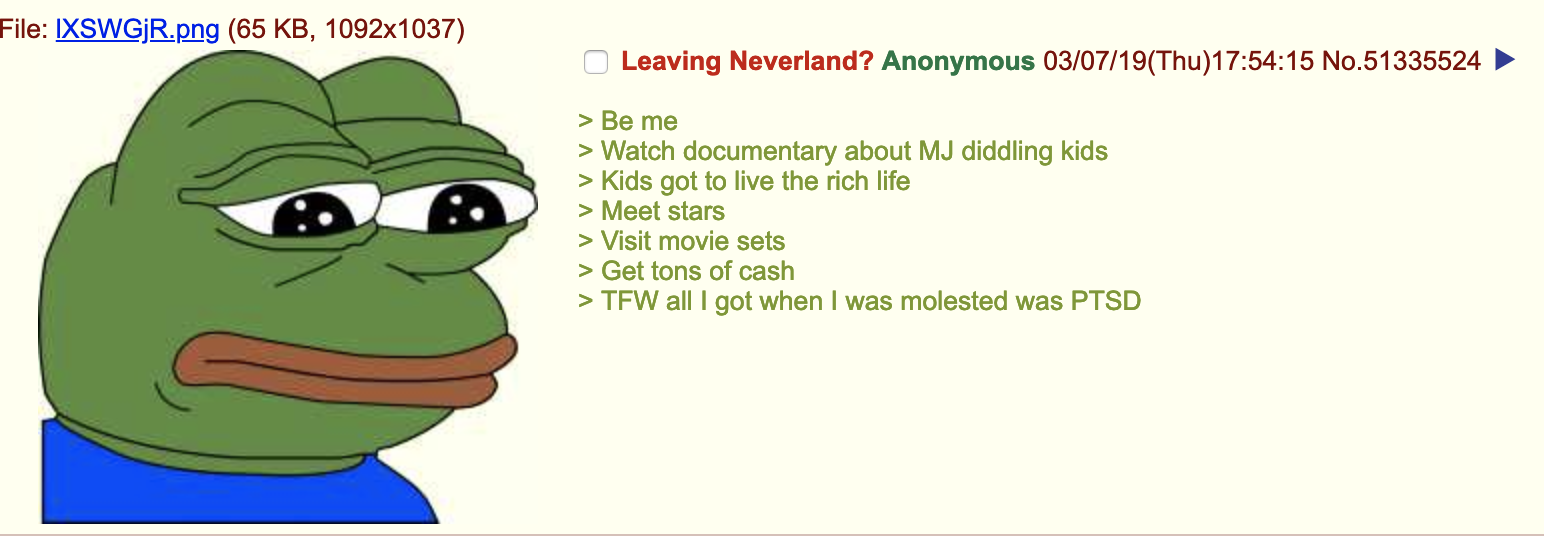 File: lXSWGjR.png (65 KB, 1092x1037)
Leaving Neverland? Anonymous 03/07/19(Thu)17:54:15 No.51335524 ▶
> Be me
> Watch documentary about MJ diddling kids
> Kids got to live the rich life
> Meet stars
> Visit movie sets
> Get tons of cash
> TFW all I got when I was molested was PTSD